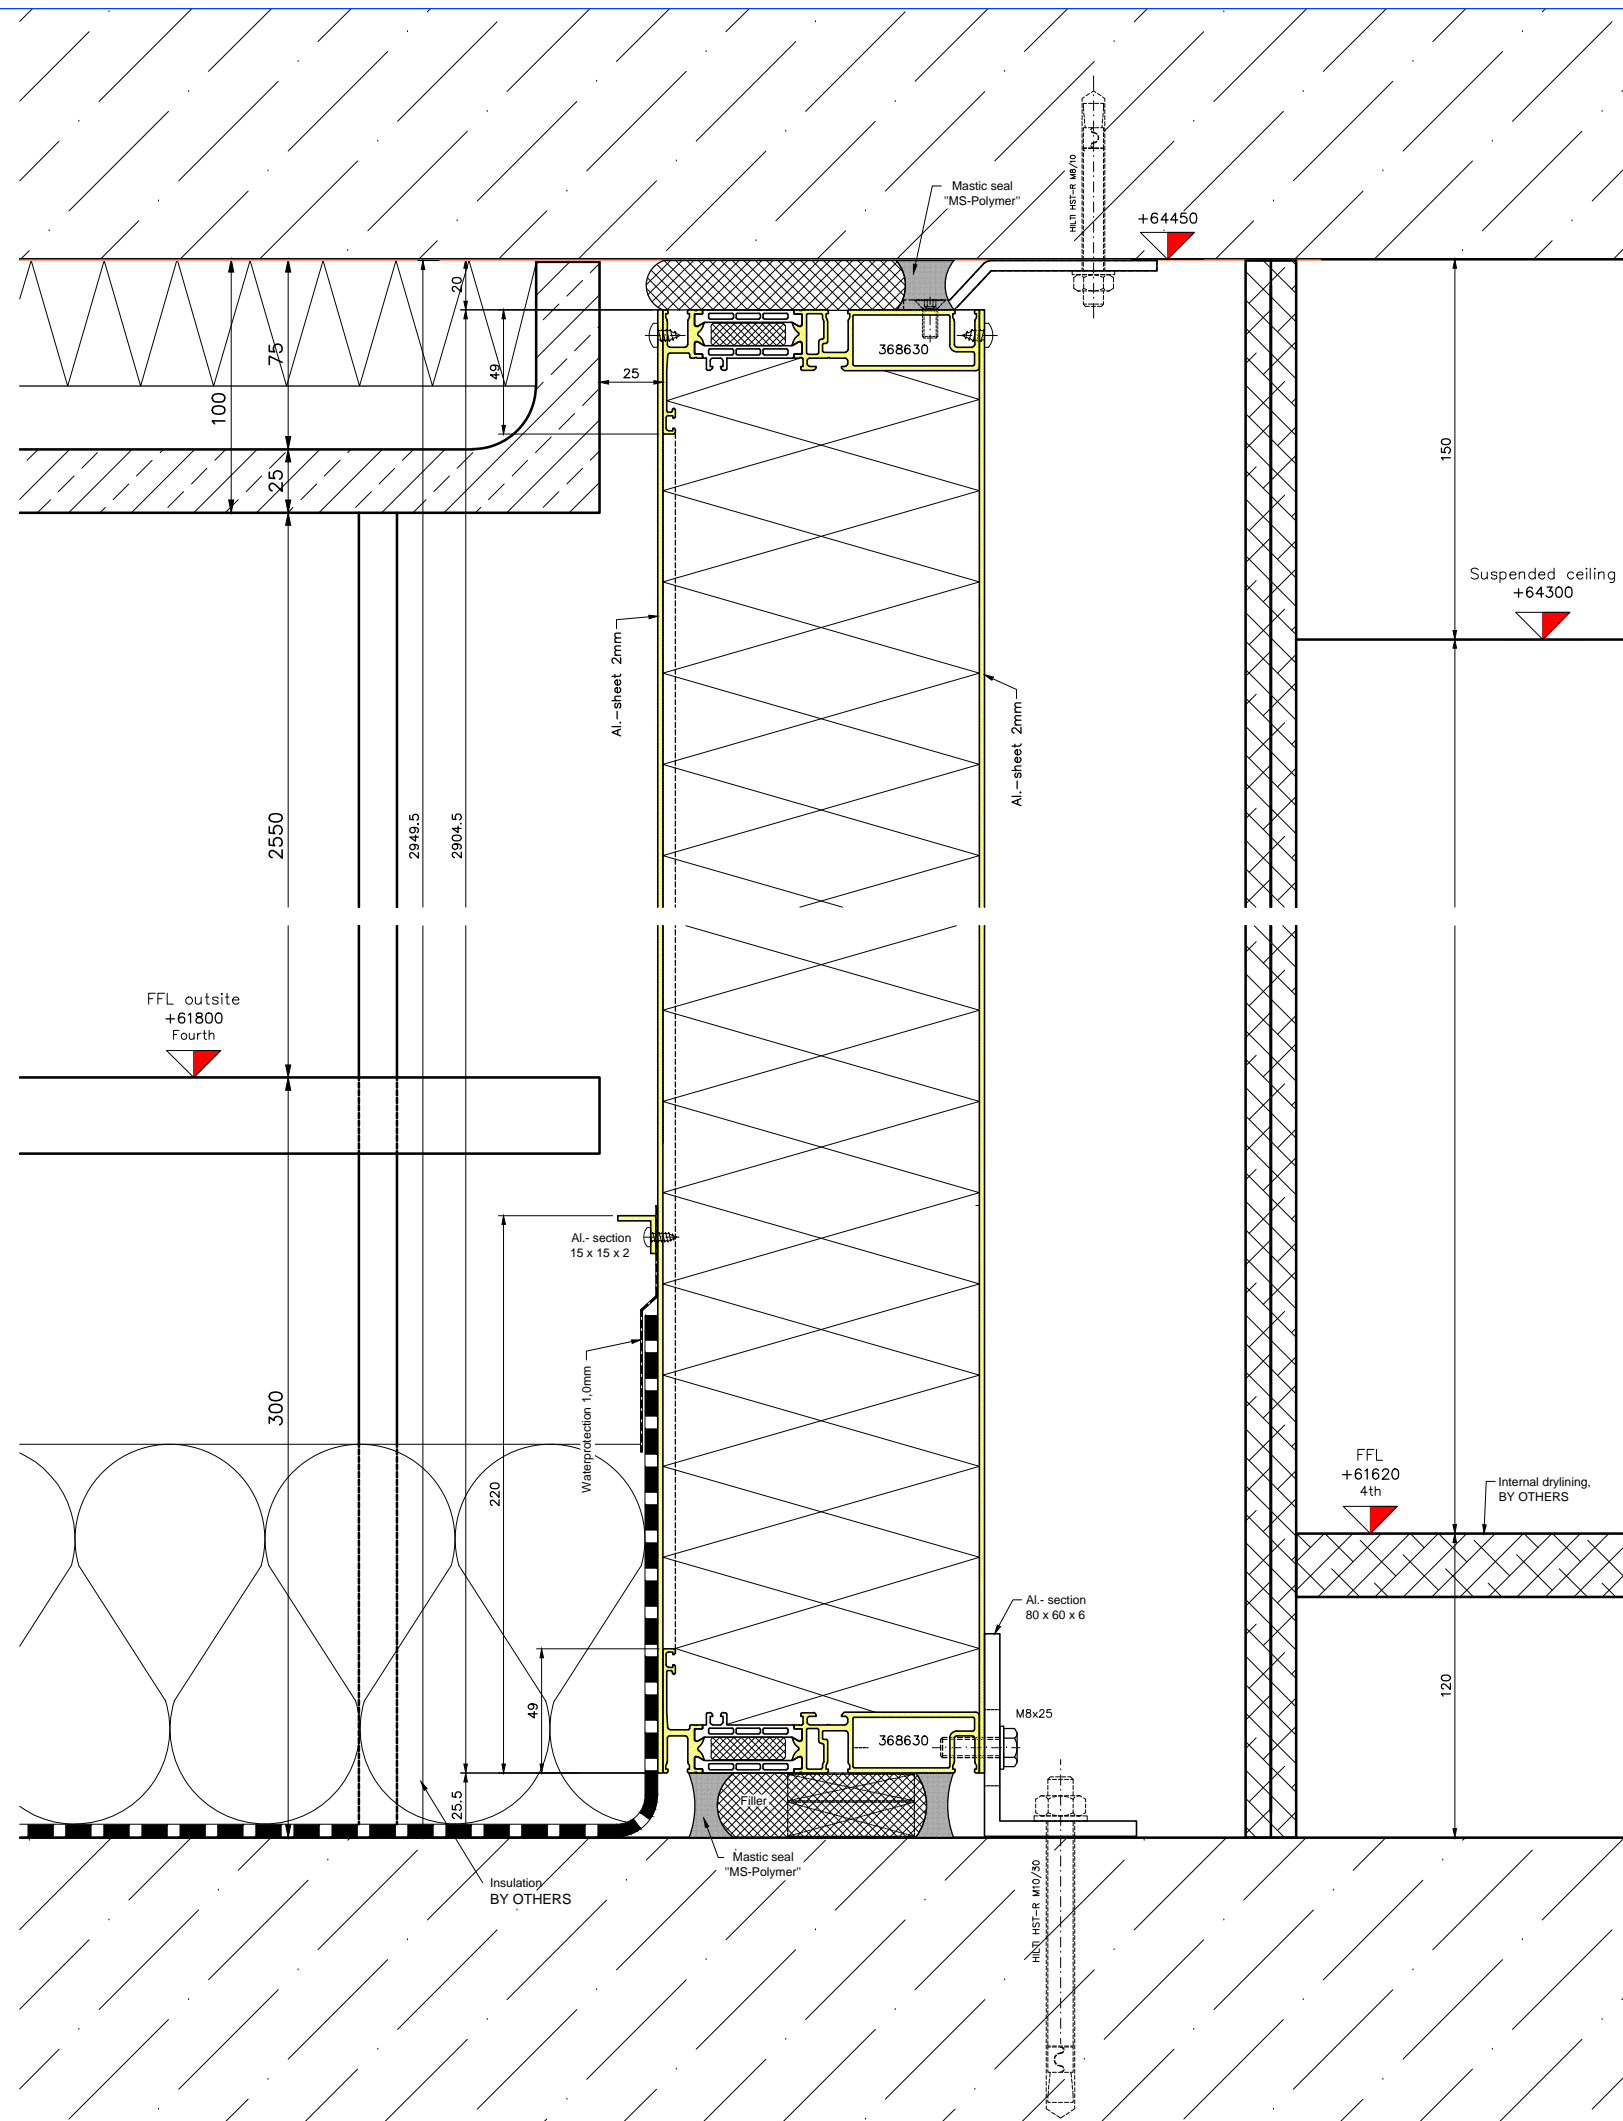 HILTI HST-R M8/10
Mastic seal
"MS-Polymer"
+64450
20
75
49
25
368630
100
25
150
Suspended ceiling
+64300
Al.-sheet 2mm
Al.-sheet 2mm
2550
2949.5
2904.5
FFL outsite
+61800
Fourth
Al.- section
15 x 15 x 2
Waterprotection 1,0mm
300
220
FFL
+61620
4th
Internal drylining,
BY OTHERS
Al.- section
80 x 60 x 6
49
M8x25
120
368630
25.5
Filler
Mastic seal
"MS-Polymer"
Insulation
BY OTHERS
HILTI HST-R M10/30